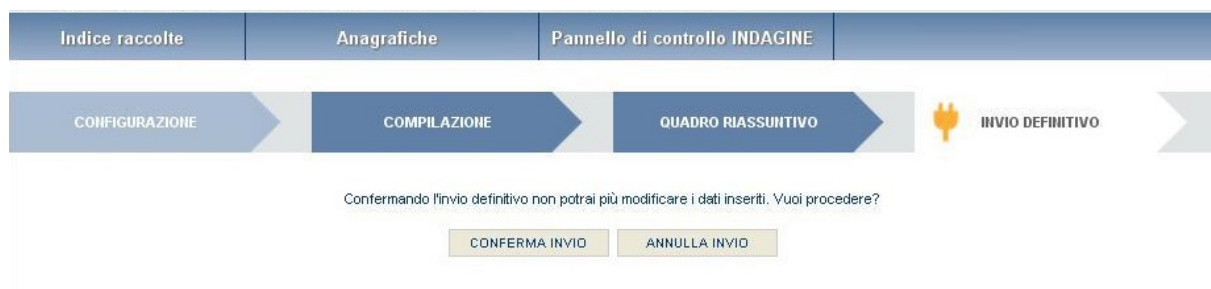 Indice raccolte Anagrafiche Pannello di controllo INDAGINE
CONFIGURAZIONE COMPILAZIONE QUADRO RIASSUNTIVO INVIO DEFINITIVO
Confermando l'invio definitivo non potrai più modificare i dati inseriti. Vuoi procedere?
CONFERMA INVIO ANNULLA INVIO